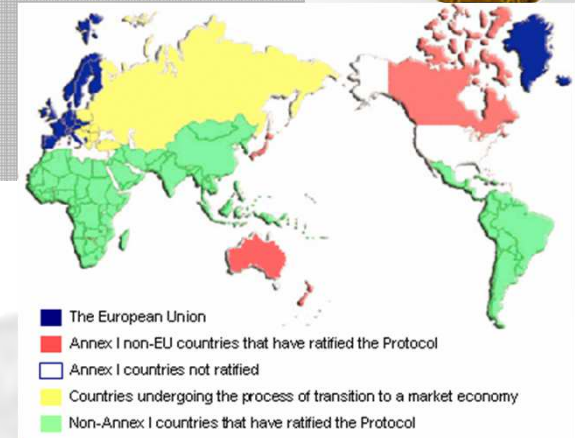 The European Union
Annex I non-EU countries that have ratified the Protocol
Annex I countries not ratified
Countries undergoing the process of transition to a market economy
Non-Annex I countries that have ratified the Protocol